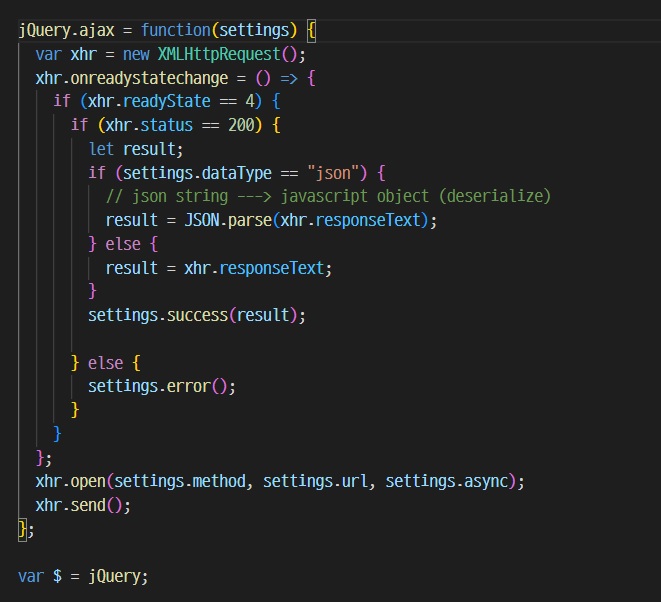 jQuery.ajax = function(settings) {
  var xhr = new XMLHttpRequest();
  xhr.onreadystatechange = () => {
    if (xhr.readyState == 4) {
      if (xhr.status == 200) {
        let result;
        if (settings.dataType == "json") {
          // json string ---> javascript object (deserialize)
          result = JSON.parse(xhr.responseText);
        } else {
          result = xhr.responseText;
        }
        settings.success(result);

      } else {
        settings.error();
      }
    }
  };
  xhr.open(settings.method, settings.url, settings.async);
  xhr.send();
};

var $ = jQuery;